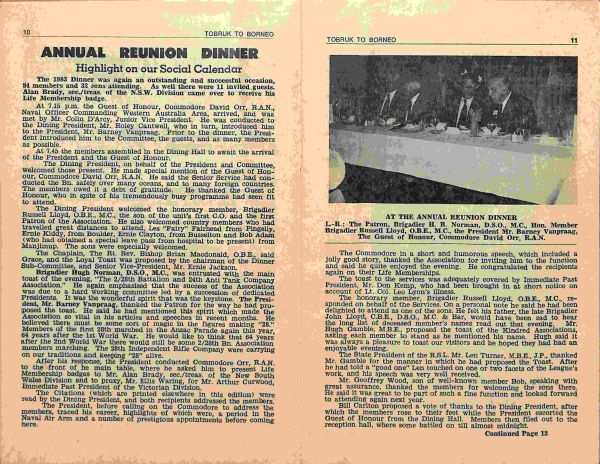 10
TOBRUK TO BORNEO
ANNUAL REUNION DINNER
Highlight on our Social Calendar
The 1983 Dinner was again an outstanding and successful occasion,
84 members and 32 sons attending. As well there were 11 invited guests.
Alan Brady, sec./treas. of the N.S.W. Division came over to receive his
Life Membership badge.
At 7.15 p.m. the Guest of Honour, Commodore David Orr, R.A.N.,
Naval Officer Commanding Western Australia Area, arrived, and was
met by Mr. Colin D'Arcy, Junior Vice President. He was conducted to
the Dining President, Mr. Roley Cantwell, who in turn, introduced him
to the President, Mr. Barney Vanpraag. Prior to the dinner, the Presi-
dent introduced him to the Committee, the guests, and as many members
as possible.
At 7.45 the members assembled in the Dining Hall to await the arrival
of the President and the Guest of Honour.
The Dining President, on behalf of the President and Committee,
welcomed those present. He made special mention of the Guest of Hon-
our, Commodore David Orr, R.A.N. He said the Senior Service had con-
ducted the Bn. safely over many oceans, and to many foreign countries.
The members owed it a debt of gratitude. He thanked the Guest of
Honour, who in spite of his tremendously busy programme had seen fit
to attend.
The Dining President welcomed the honorary member, Brigadier
Russell Lloyd, O.B.E., M.C., the son of the unit's first C.O. and the first
Patron of the Association. He also welcomed country members who had
travelled great distances to attend, Les "Patry" Fairhead from Pingelly,
Ernie Kiddy, from Boulder, Ernie Clayton, from Busselton and Bob Adam
(who had obtained a special leave pass from hospital to be present) from
Manjimup. The sons were especially welcomed.
The Chaplain, The Rt. Rev. Bishop Brian Macdonald, O.B.E., said
Grace, and the Loyal Toast was proposed by the chairman of the Dinner
Sub-Committee, and Senior Vice-President, Mr. Ernie Jackson.
Brigadier Hugh Norman, D.S.O., M.C., was entrusted with the main
toast of the evening, "The 2/28th Battalion and 24th Anti Tank Company
Association." He again emphasised that the success of the Association
was due to a hard working committee led by a succession of dedicated
Presidents. It was the wonderful spirit that was the keystone. The Presi-
dent, Mr. Barney Vanpraag, thanked the Patron for the way he had pro-
posed the toast. He said he had mentioned this spirit which made the
Association so vital in his articles and speeches in recent months. He
believed there must be some sort of magic in the figures making "28."
Members of the First 28th marched in the Anzac Parade again this year,
64 years after the First World War. He would like to think that 64 years
after the 2nd World War there would still be some 2/28th Bn. Association
members marching. The 28th Independent Rifle Company were carrying
on our traditions and keeping "28" alive.
After his response, the President conducted Commodore Orr, R.A.N.
to the front of he main table, where he asked him to present Life
Membership badges to Mr. Alan Brady, sec./treas. of the New South
Wales Division and to proxy, Mr. Ellis Waring, for Mr. Arthur Curwood,
Immediate Past President of the Victorian Division.
The Citations (which are printed elsewhere in this edition) were
read by the Dining President, and both recipients addressed the members.
The President, before calling on the Commodore to address the
members, traced his career, highlights of which were, a period in the
Naval Air Arm and a number of prestigious appointments before coming
here.
TOBRUK TO BORNEO
11
AT THE ANNUAL REUNION DINNER
L.-R.: The Patron, Brigadier H. B. Norman, D.S.O., M.C., Hon. Member
Brigadier Russell Lloyd, O.B.E., M.C., the President Mr. Barney Vanpraag,
The Guest of Honour, Commodore David Orr, R.A.N.
The Commodore in a short and humorous speech, which included a
jolly good story, thanked the Association for inviting him to the function
and said he quite enjoyed the evening. He congratulated the recipients
again on their Life Memberships.
The toast to the services was adequately covered by Immediate Past
President, Mr. Don Kemp, who had been brought in at short notice on
account of Lt. Col. Leo Lyon's illness.
The honorary member, Brigadier Russell Lloyd, O.B.E., M.C., re-
sponded on behalf of the Services. On a personal note he said he had been
delighted to attend as one of the sons. He felt his father, the late Brigadier
John Lloyd, C.B.E., D.S.O., M.C. & Bar, would have been sad to hear
the long list of deceased member's names read out that evening. Mr.
Hugh Gamble, M.B.E., proposed the toast of the Kindred Associations,
asking each member to stand as he mentioned his name. Hugh said it
was always a pleasure to toast our visitors and he hoped they had had an
enjoyable evening.
The State President of the R.S.L. Mr. Len Turner, M.B.E., J.P., thanked
Mr. Gamble for the manner in which he had proposed the Toast. After
he had told a "good one" Len touched on one or two facets of the League's
work, and his speech was very well received.
Mr. Geoffrey Wood, son of well-known member Bob, speaking with
great assurance, thanked the members for welcoming the sons there.
He said it was great to be part of such a fine function and looked forward
to attending again next year.
Bill Carlton proposed a vote of thanks to the Dining President, after
which the members rose to their feet while the President escorted the
Guest of Honour from the Dining Hall. Members then filed out to the
reception hall, where some battled on till almost midnight.
Continued Page 12